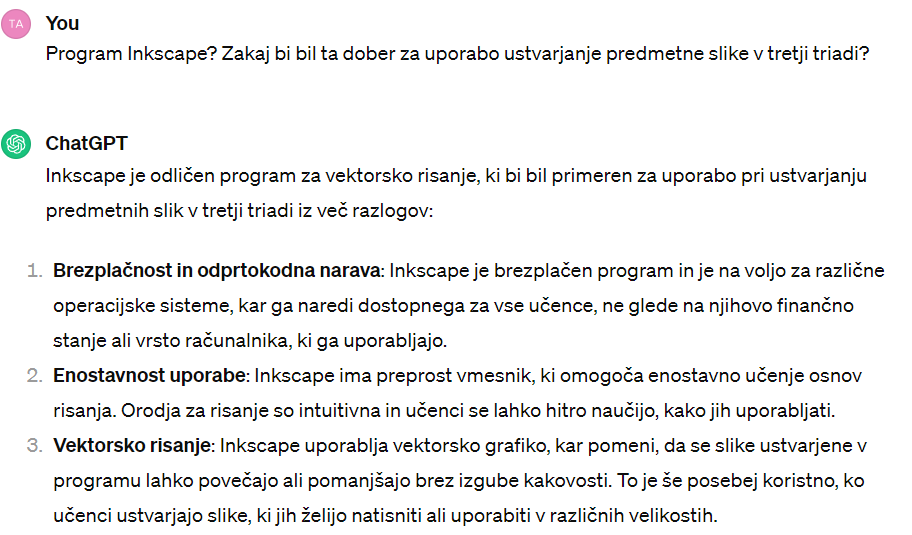 TA You
Program Inkscape? Zakaj bi bil ta dober za uporabo ustvarjanje predmetne slike v tretji triadi?
ChatGPT
Inkscape je odličen program za vektorsko risanje, ki bi bil primeren za uporabo pri ustvarjanju
predmetnih slik v tretji triadi iz več razlogov:
1. Brezplačnost in odprtokodna narava: Inkscape je brezplačen program in je na voljo za različne
operacijske sisteme, kar ga naredi dostopnega za vse učence, ne glede na njihovo finančno
stanje ali vrsto računalnika, ki ga uporabljajo.
2. Enostavnost uporabe: Inkscape ima preprost vmesnik, ki omogoča enostavno učenje osnov
risanja. Orodja za risanje so intuitivna in učenci se lahko hitro naučijo, kako jih uporabljati.
3. Vektorsko risanje: Inkscape uporablja vektorsko grafiko, kar pomeni, da se slike ustvarjene v
programu lahko povečajo ali pomanjšajo brez izgube kakovosti. To je še posebej koristno, ko
učenci ustvarjajo slike, ki jih želijo natisniti ali uporabiti v različnih velikostih.